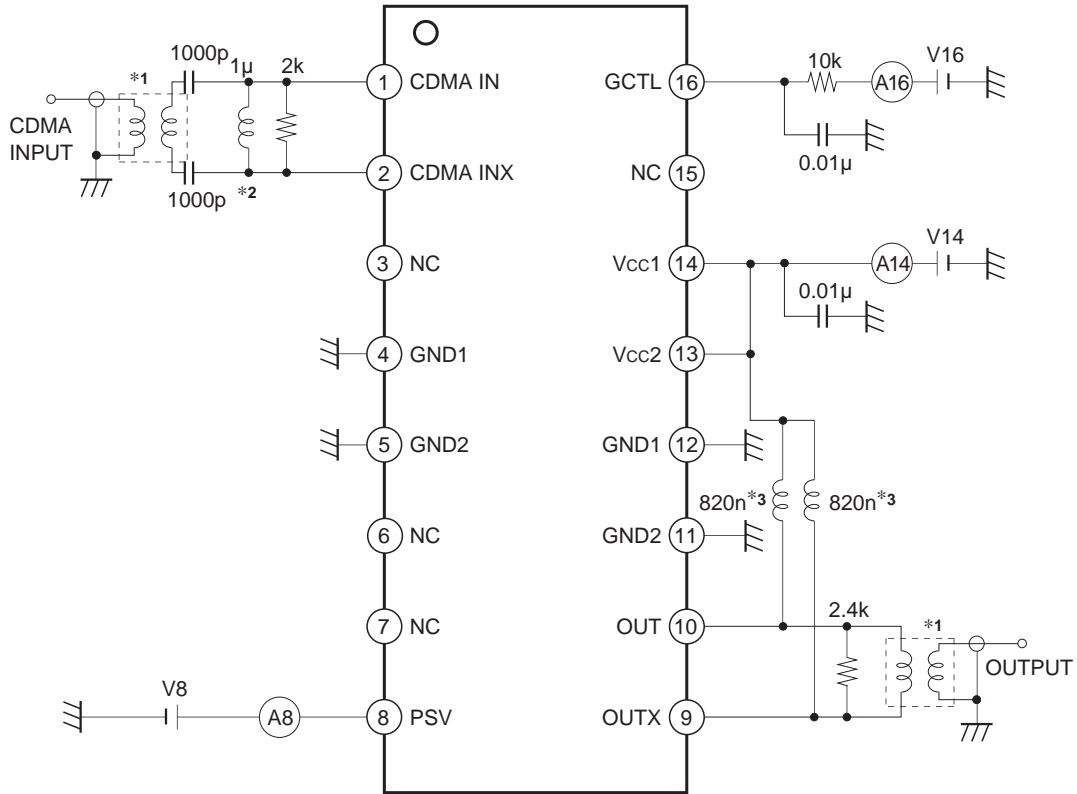 1000p
1µ
2k
*1
CDMA
INPUT
1000p
*2
1 CDMA IN
2 CDMA INX
3 NC
4 GND1
5 GND2
6 NC
7 NC
8 PSV
V8
A8
GCTL 16
10k
A16
V16
0.01µ
NC 15
Vcc1 14
A14
V14
0.01µ
Vcc2 13
GND1 12
820n*3
820n*3
GND2 11
OUT 10
2.4k
*1
OUTPUT
OUTX 9